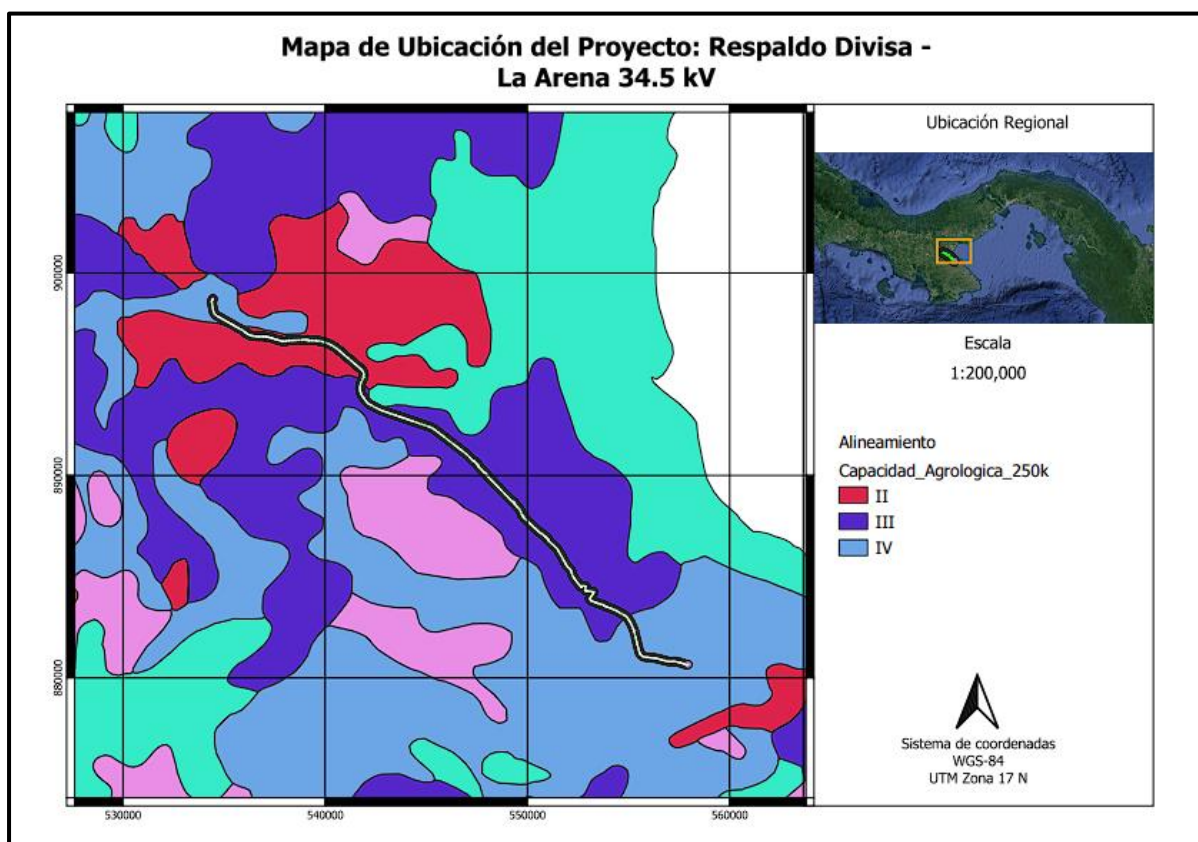 Mapa de Ubicación del Proyecto: Respaldo Divisa -
La Arena 34.5 kV
Ubicación Regional
Escala
1:200,000
Alineamiento
Capacidad_Agrologica_250k
II
III
IV
Sistema de coordenadas
WGS-84
UTM Zona 17 N
900000
890000
880000
530000
540000
550000
560000